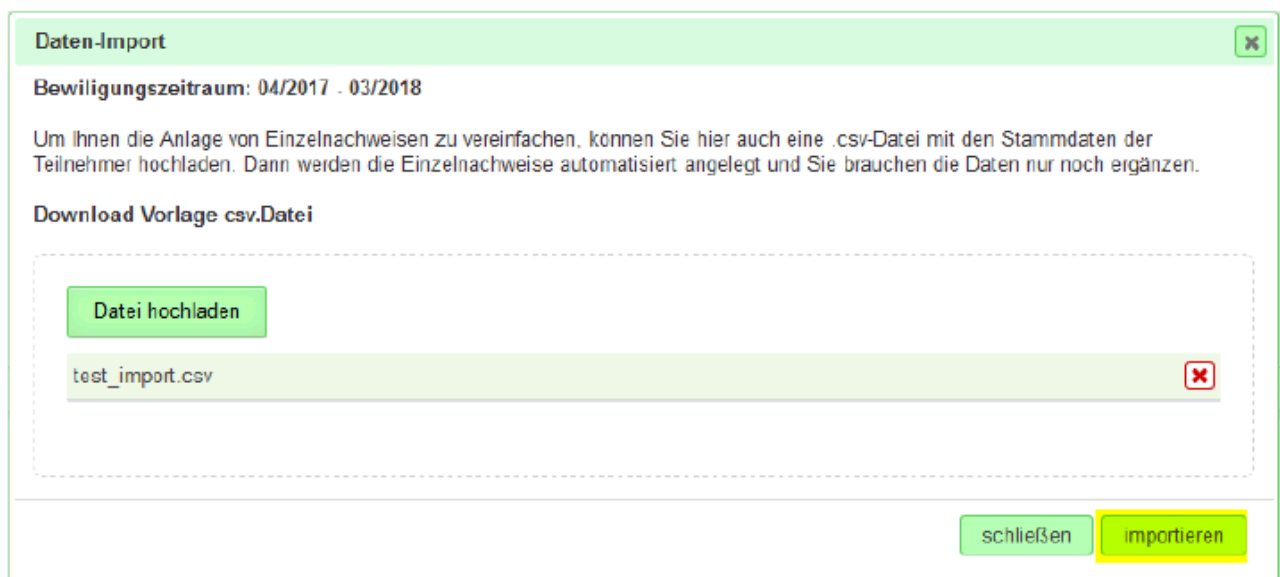 Daten-Import
Bewiligungszeitraum: 04/2017 - 03/2018
Um Ihnen die Anlage von Einzelnachweisen zu vereinfachen, können Sie hier auch eine .csv-Datei mit den Stammdaten der
Teilnehmer hochladen. Dann werden die Einzelnachweise automatisiert angelegt und Sie brauchen die Daten nur noch ergänzen.
Download Vorlage csv.Datei
Datei hochladen
test_import.csv
schließen importieren